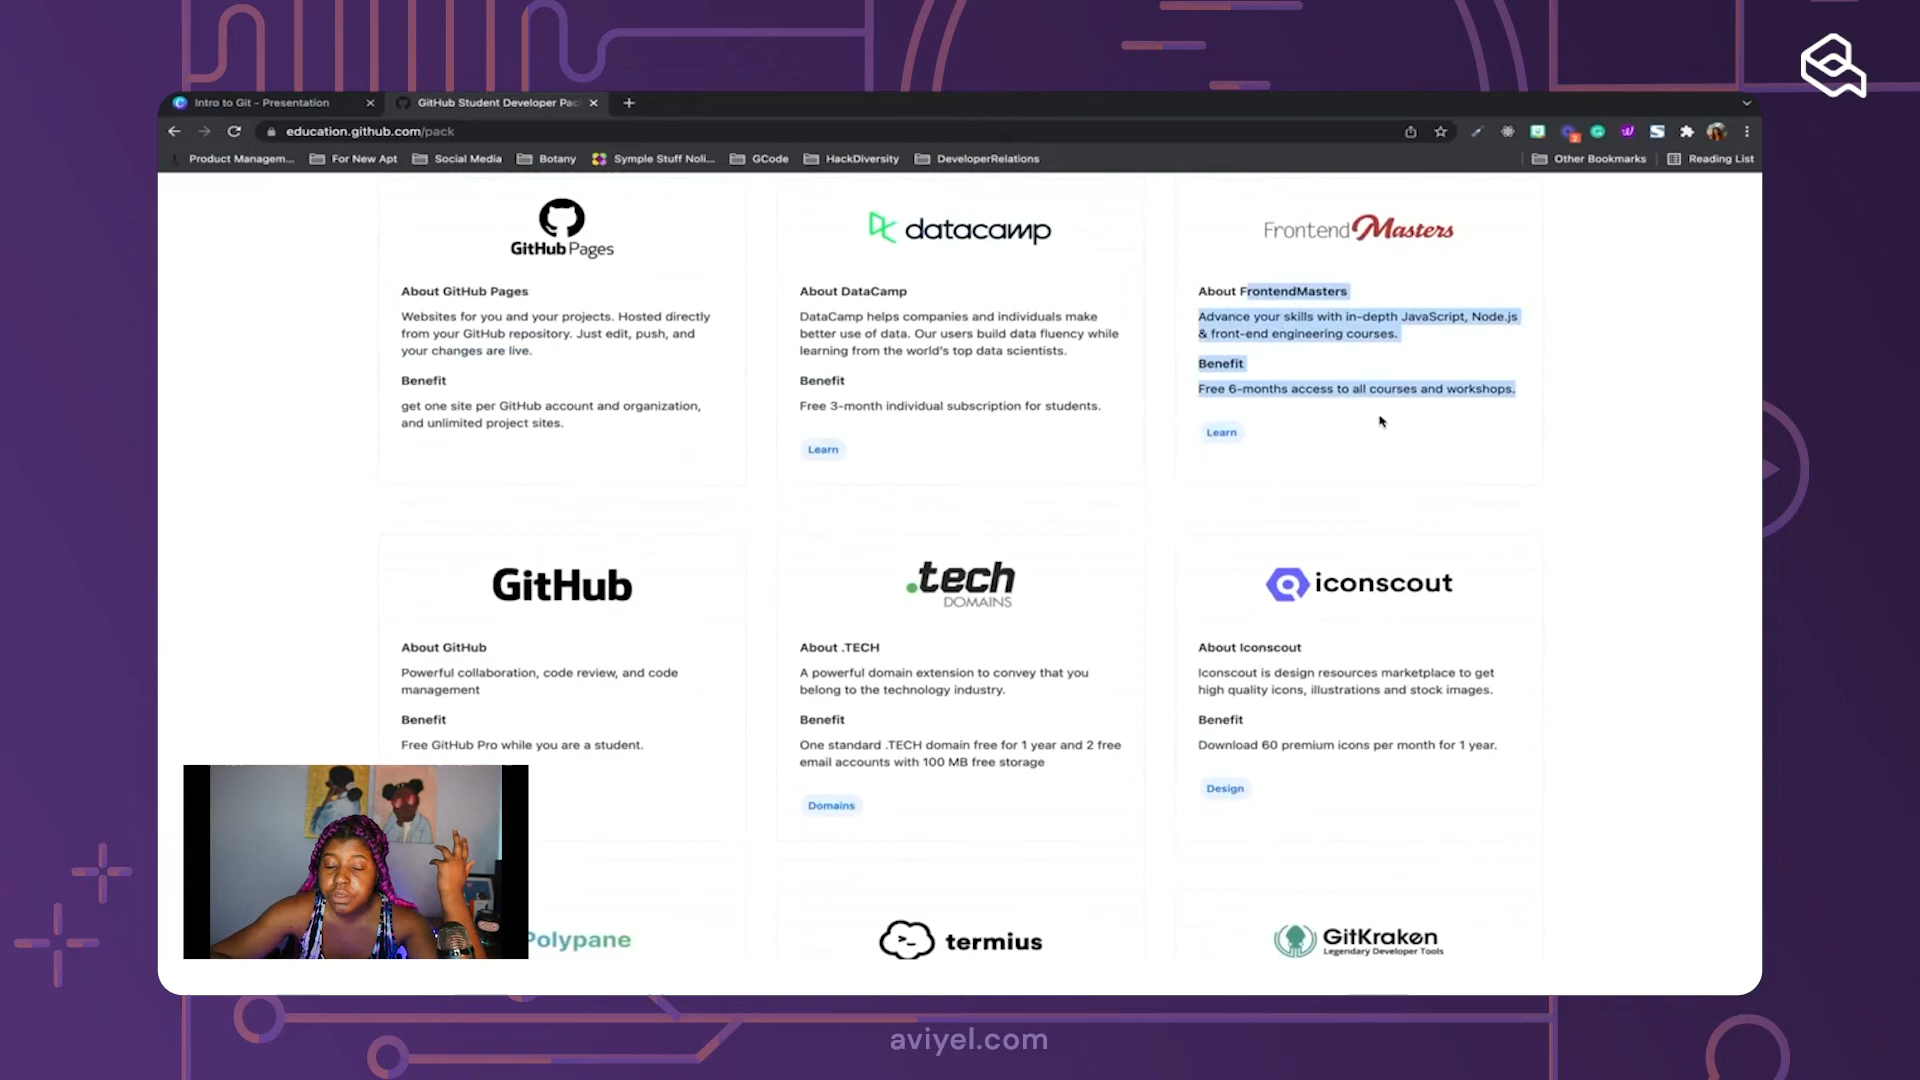 Intro to Git - Presentation
GitHub Student Developer Pac
education.github.com/pack
Product Managem...
For New Apt
Social Media
Botany
Symple Stuff Noli...
GCode
HackDiversity
DeveloperRelations
Other Bookmarks
Reading List
GitHub Pages
About GitHub Pages
Websites for you and your projects. Hosted directly
from your GitHub repository. Just edit, push, and
your changes are live.
Benefit
get one site per GitHub account and organization,
and unlimited project sites.
datacamp
About DataCamp
DataCamp helps companies and individuals make
better use of data. Our users build data fluency while
learning from the world's top data scientists.
Benefit
Free 3-month individual subscription for students.
Learn
FrontendMasters
About FrontendMasters
Advance your skills with in-depth JavaScript, Node.js
& front-end engineering courses.
Benefit
Free 6-months access to all courses and workshops.
Learn
GitHub
About GitHub
Powerful collaboration, code review, and code
management
Benefit
Free GitHub Pro while you are a student.
.tech
DOMAINS
About .TECH
A powerful domain extension to convey that you
belong to the technology industry.
Benefit
One standard .TECH domain free for 1 year and 2 free
email accounts with 100 MB free storage
Domains
iconscout
About Iconscout
Iconscout is design resources marketplace to get
high quality icons, illustrations and stock images.
Benefit
Download 60 premium icons per month for 1 year.
Design
Polypane
termius
GitKraken
Legendary Developer Tools
aviyel.com